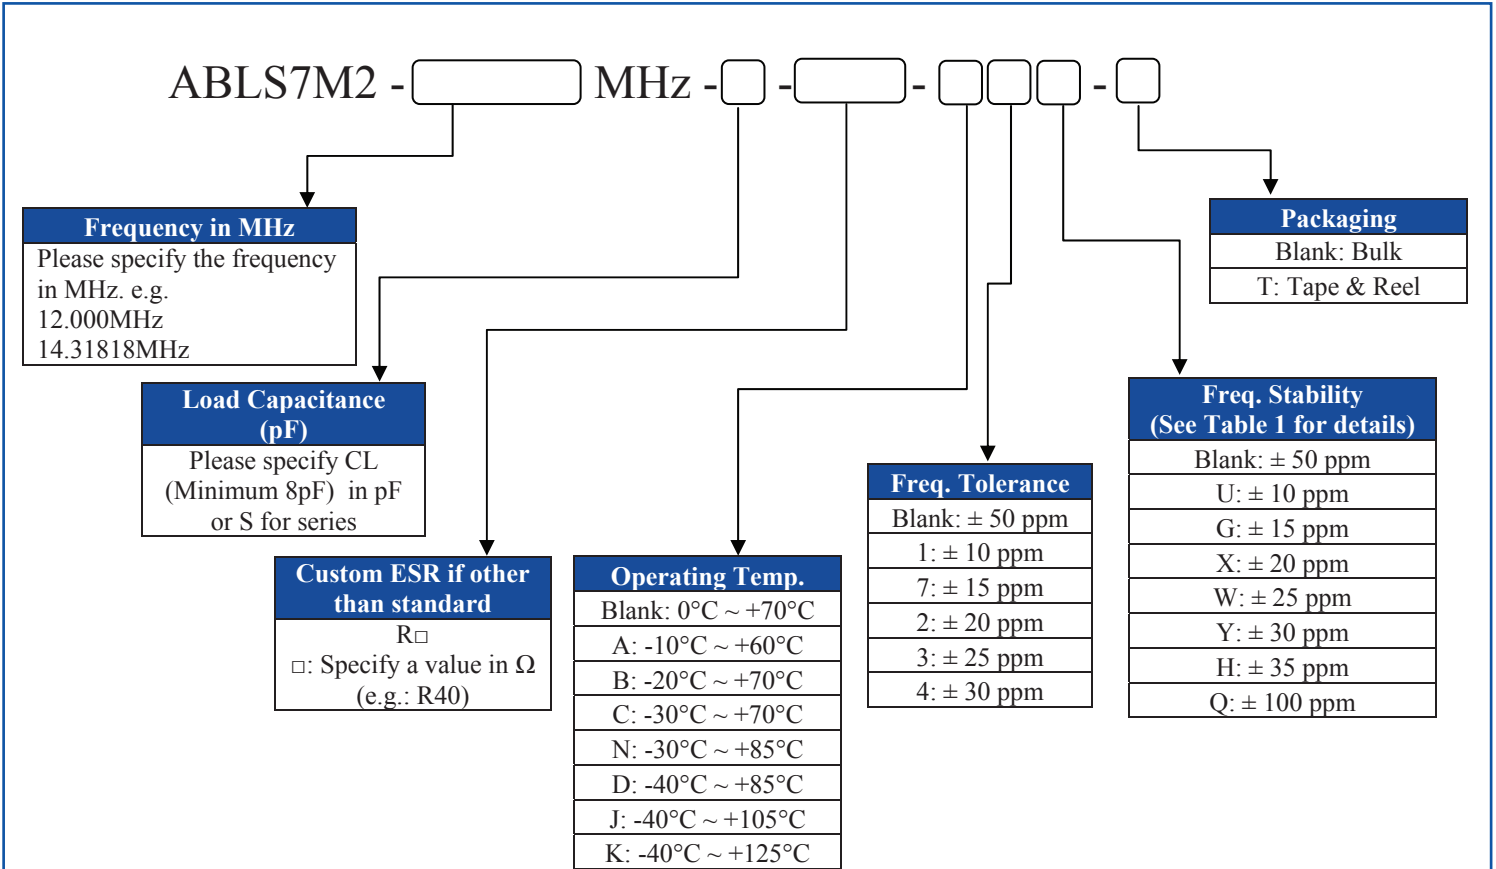 ABLS7M2 - MHz - - - -
Frequency in MHz
Please specify the frequency
in MHz. e.g.
12.000MHz
14.31818MHz
Load Capacitance
(pF)
Please specify CL
(Minimum 8pF) in pF
or S for series
Custom ESR if other
than standard
R□
□: Specify a value in Ω
(e.g.: R40)
Operating Temp.
Blank: 0°C ~ +70°C
A: -10°C ~ +60°C
B: -20°C ~ +70°C
C: -30°C ~ +70°C
N: -30°C ~ +85°C
D: -40°C ~ +85°C
J: -40°C ~ +105°C
K: -40°C ~ +125°C
Freq. Tolerance
Blank: ± 50 ppm
1: ± 10 ppm
7: ± 15 ppm
2: ± 20 ppm
3: ± 25 ppm
4: ± 30 ppm
Freq. Stability
(See Table 1 for details)
Blank: ± 50 ppm
U: ± 10 ppm
G: ± 15 ppm
X: ± 20 ppm
W: ± 25 ppm
Y: ± 30 ppm
H: ± 35 ppm
Q: ± 100 ppm
Packaging
Blank: Bulk
T: Tape & Reel